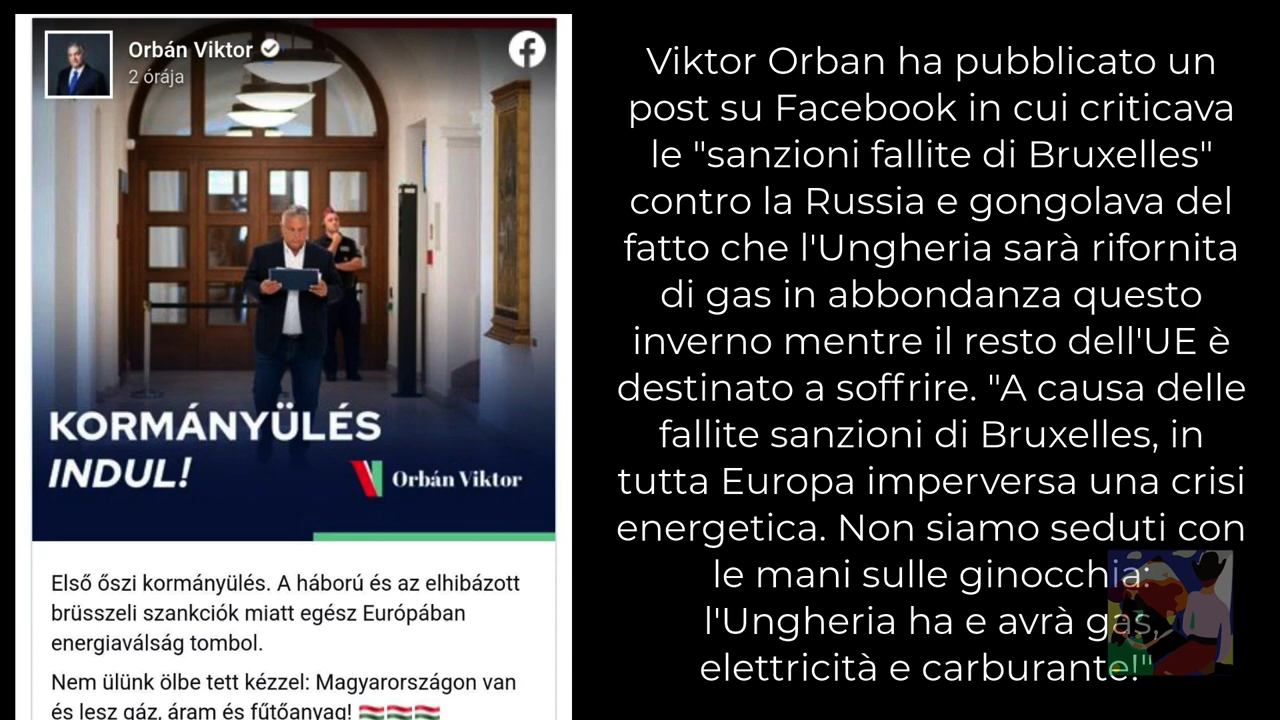 Orbán Viktor
2 órája
KORMÁNYÜLÉS
INDUL!
Orbán Viktor
Első őszi kormányülés. A háború és az elhibázott
brüsszeli szankciók miatt egész Európában
energiaválság tombol.
Nem ülünk ölbe tett kézzel: Magyarországon van
és lesz gáz, áram és fűtőanyag!
Viktor Orban ha pubblicato un
post su Facebook in cui criticava
le "sanzioni fallite di Bruxelles"
contro la Russia e gongolava del
fatto che l'Ungheria sarà rifornita
di gas in abbondanza questo
inverno mentre il resto dell'UE è
destinato a soffrire. "A causa delle
fallite sanzioni di Bruxelles, in
tutta Europa imperversa una crisi
energetica. Non siamo seduti con
le mani sulle ginocchia:
l'Ungheria ha e avrà gas,
elettricità e carburante!"